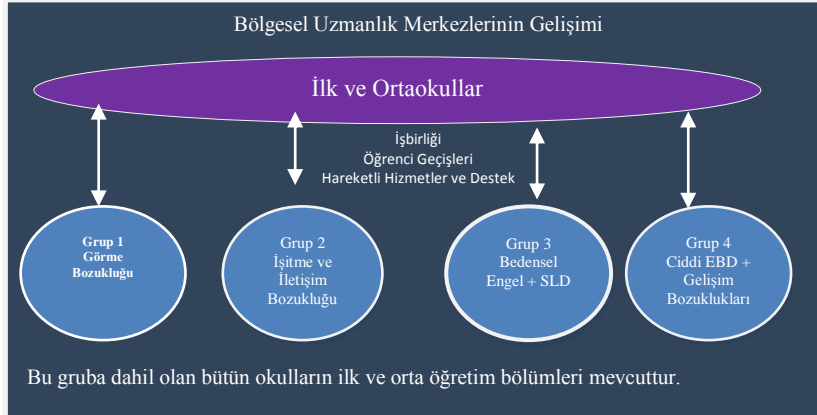 Bölgesel Uzmanlık Merkezlerinin Gelişimi
İlk ve Ortaokullar
İşbirliği
Öğrenci Geçişleri
Hareketli Hizmetler ve Destek
Grup 1
Görme
Bozukluğu
Grup 2
İşitme ve
İletişim
Bozukluğu
Grup 3
Bedensel
Engel + SLD
Grup 4
Ciddi EBD +
Gelişim
Bozuklukları
Bu gruba dahil olan bütün okulların ilk ve orta öğretim bölümleri mevcuttur.